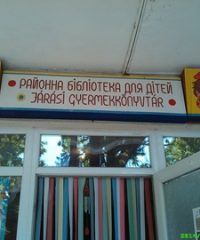 РАЙОННА БІБЛІОТЕКА ДЛЯ ДІТЕЙ
JÁRÁSI GYERMEKKÖNYVTÁR